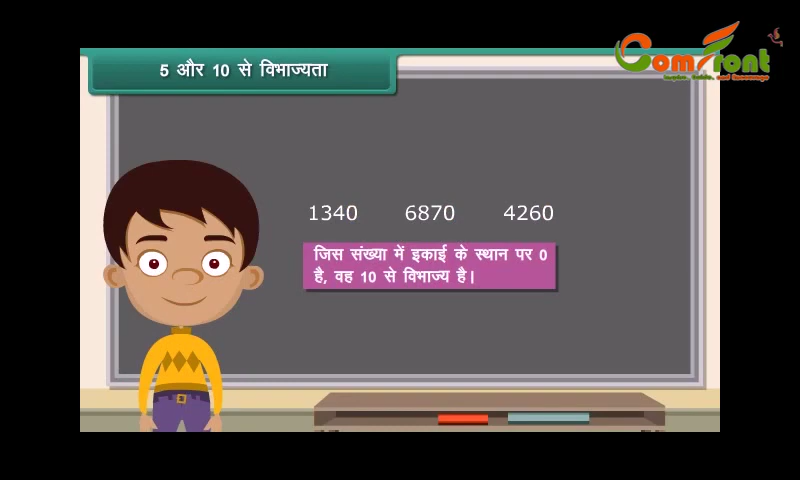 5 और 10 से विभाज्यता
ComFront
1340 6870 4260
जिस संख्या में इकाई के स्थान पर 0
है, वह 10 से विभाज्य है।